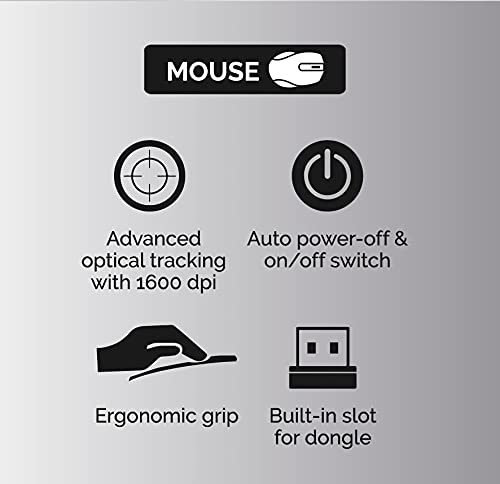 MOUSE
Advanced
optical tracking
with 1600 dpi
Auto power-off &
on/off switch
Ergonomic grip
Built-in slot
for dongle